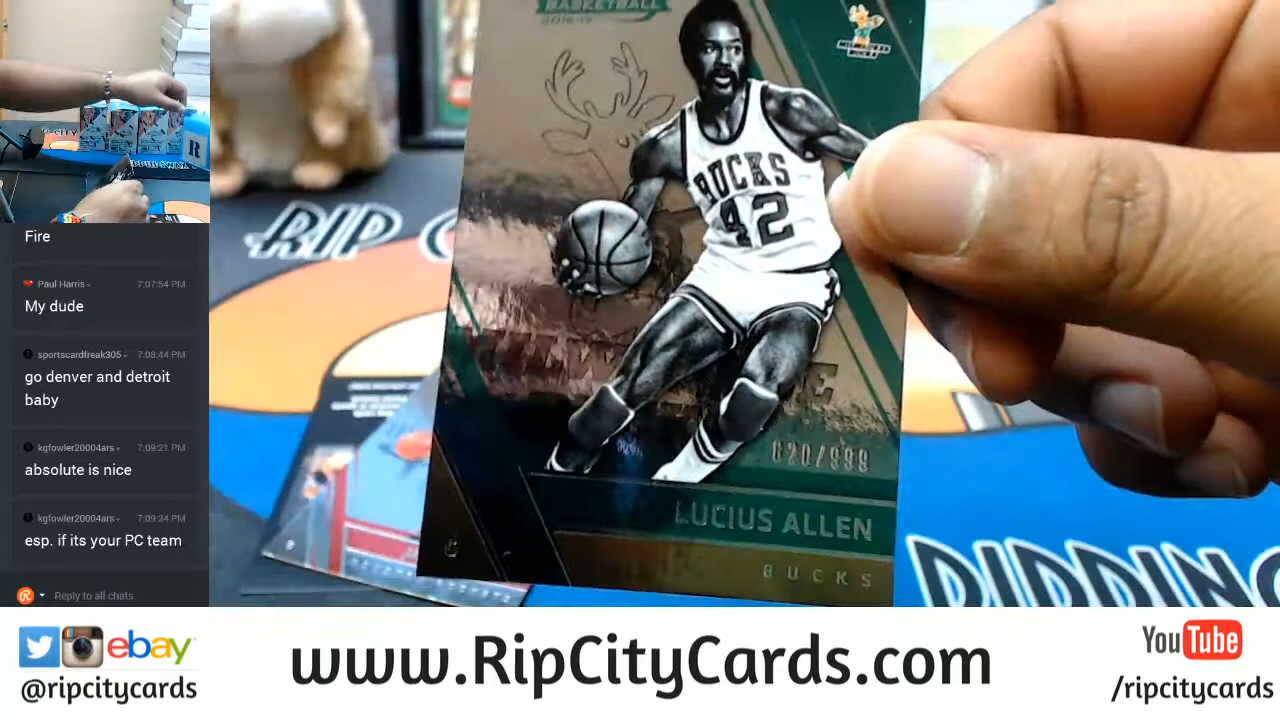 Fire
Paul Harris
7:07:54 PM
My dude
sportscardfreak305
7:08:44 PM
go denver and detroit
baby
kgfowler20004ars
7:09:21 PM
absolute is nice
kgfowler20004ars
7:09:34 PM
esp. if its your PC team
Reply to all chats
BASKETBALL
2016-17
BUCKS
42
620/999
LUCIUS ALLEN
BUCKS
RIP C
R
ebay
@ripcitycards
www.RipCityCards.com
YouTube
/ripcitycards